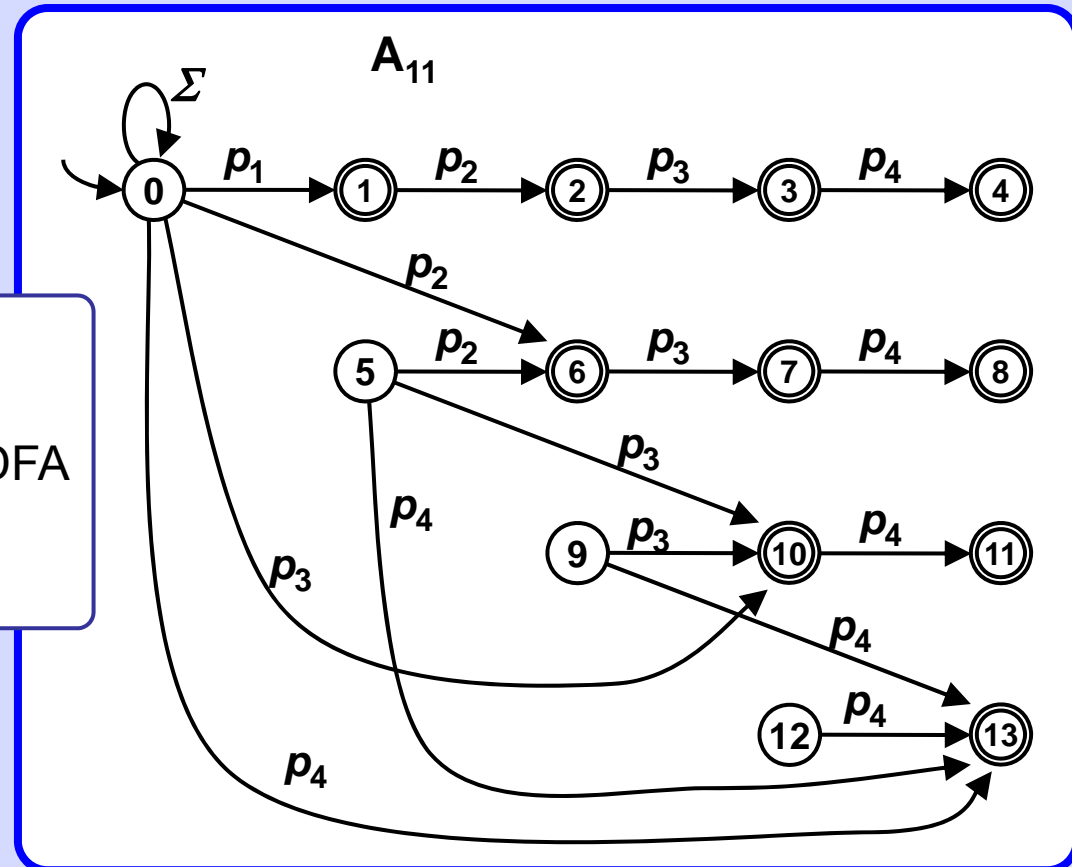 A₁₁
Σ
p₁ p₂ p₃ p₄
0 1 2 3 4
p₂
p₂ p₃ p₄
5 6 7 8
p₃
DFA
p₄
p₃ p₄
9 10 11
p₃
p₄
p₄
12 13
p₄